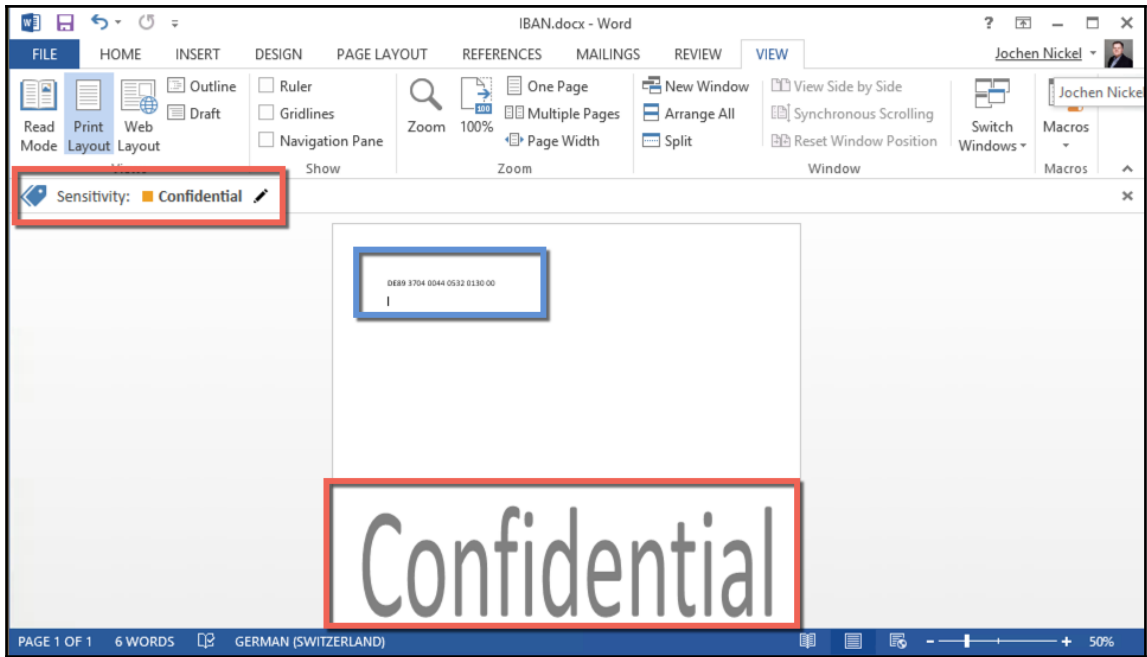 IBAN.docx - Word
FILE HOME INSERT DESIGN PAGE LAYOUT REFERENCES MAILINGS REVIEW VIEW Jochen Nickel
Read Mode
Print Layout
Web Layout
Outline
Draft
Ruler
Gridlines
Navigation Pane
Show
Zoom
100
100%
One Page
Multiple Pages
Page Width
Zoom
New Window
Arrange All
Split
View Side by Side
Synchronous Scrolling
Reset Window Position
Switch Windows
Window
Macros
Macros
Jochen Nickel
Sensitivity: Confidential
DE89 3704 0044 0532 0130 00
Confidential
PAGE 1 OF 1 6 WORDS GERMAN (SWITZERLAND) 50%